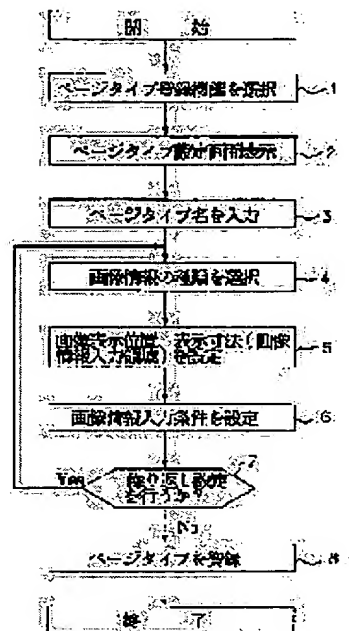 開 始
ページタイプ登録機能を選択 1
ページタイプ設定画面表示 2
ページタイプ名を入力 3
画像情報の種類を選択 4
画像表示位置、表示寸法(画像
情報入力領域)を設定 5
画像情報入力条件を設定 6
繰り返し設定 7
を行うか?
Yes
No
ページタイプを登録 8
終 了